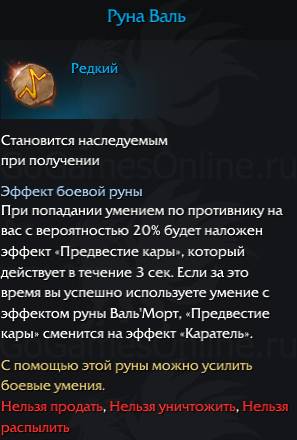 Руна Валь
Редкий
Становится наследуемым
при получении
Эффект боевой руны
При попадании умением по противнику на
вас с вероятностью 20% будет наложен
эффект «Предвестие кары», который
действует в течение 3 сек. Если за это
время вы успешно используете умение с
эффектом руны Валь'Морт, «Предвестие
кары» сменится на эффект «Каратель».
С помощью этой руны можно усилить
боевые умения.
Нельзя продать, Нельзя уничтожить, Нельзя
распылить
GoGamesOnline.ru